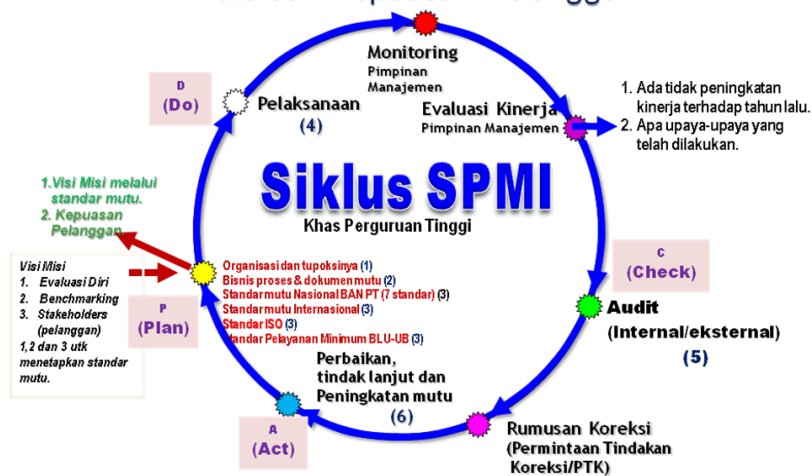 Monitoring
Pimpinan
Manajemen
D
(Do)
Pelaksanaan
(4)
Evaluasi Kinerja
Pimpinan Manajemen
1. Ada tidak peningkatan
kinerja terhadap tahun lalu.
2. Apa upaya-upaya yang
telah dilakukan.
Siklus SPMI
Khas Perguruan Tinggi
1.Visi Misi melalui
standar mutu.
2. Kepuasan
Pelanggan
Visi Misi
1. Evaluasi Diri
2. Benchmarking
3. Stakeholders
(pelanggan)
1,2 dan 3 utk
menetapkan standar
mutu.
P
(Plan)
Organisasi dan tupoksinya (1)
Bisnis proses & dokumen mutu (2)
Standar mutu Nasional BAN PT (7 standar) (3)
Standar mutu Internasional (3)
Standar ISO (3)
Standar Pelayanan Minimum BLU-UB (3)
C
(Check)
Audit
(Internal/eksternal)
(5)
Perbaikan,
tindak lanjut dan
Peningkatan mutu
(6)
A
(Act)
Rumusan Koreksi
(Permintaan Tindakan
Koreksi/PTK)